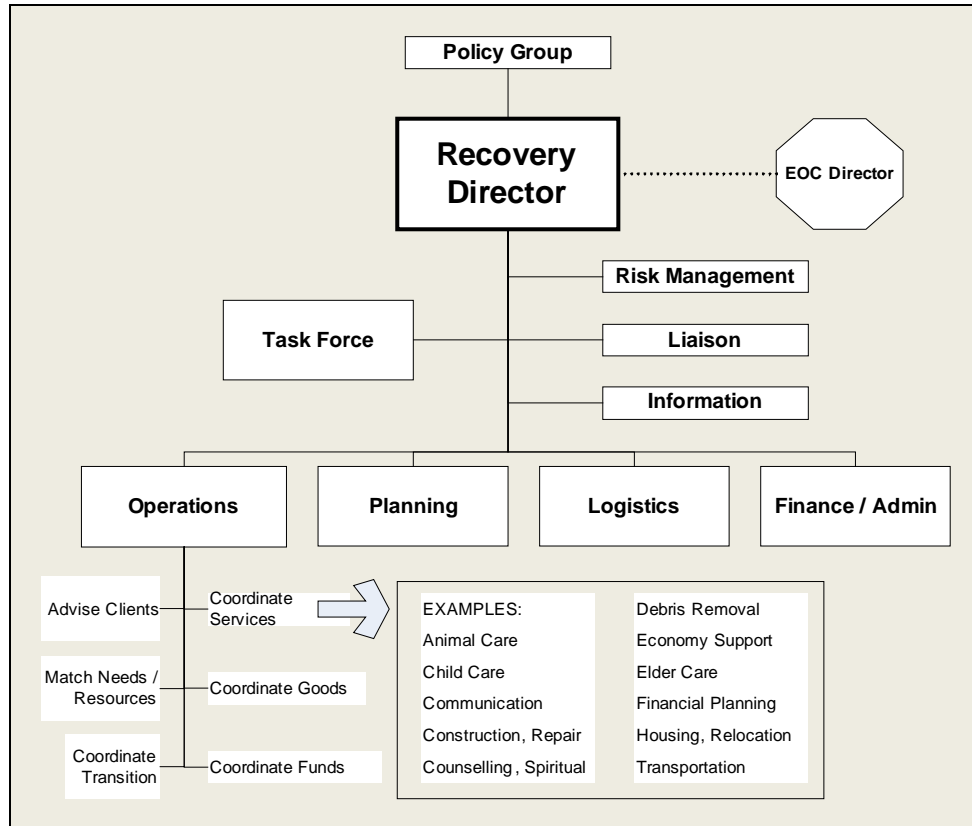 Policy Group
Recovery
Director
EOC Director
Risk Management
Task Force
Liaison
Information
Operations
Planning
Logistics
Finance / Admin
Advise Clients
Coordinate
Services
Match Needs /
Resources
Coordinate Goods
Coordinate
Transition
Coordinate Funds
EXAMPLES:
Animal Care
Child Care
Communication
Construction, Repair
Counselling , Spiritual
Debris Removal
Economy Support
Elder Care
Financial Planning
Housing, Relocation
Transportation